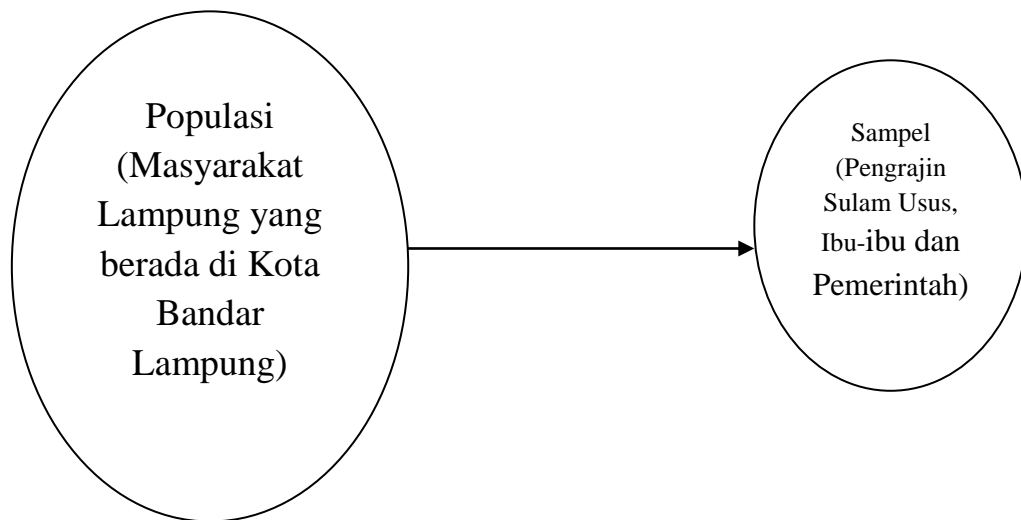 Populasi
(Masyarakat
Lampung yang
berada di Kota
Bandar
Lampung)
Sampel
(Pengrajin
Sulam Usus,
Ibu-ibu dan
Pemerintah)